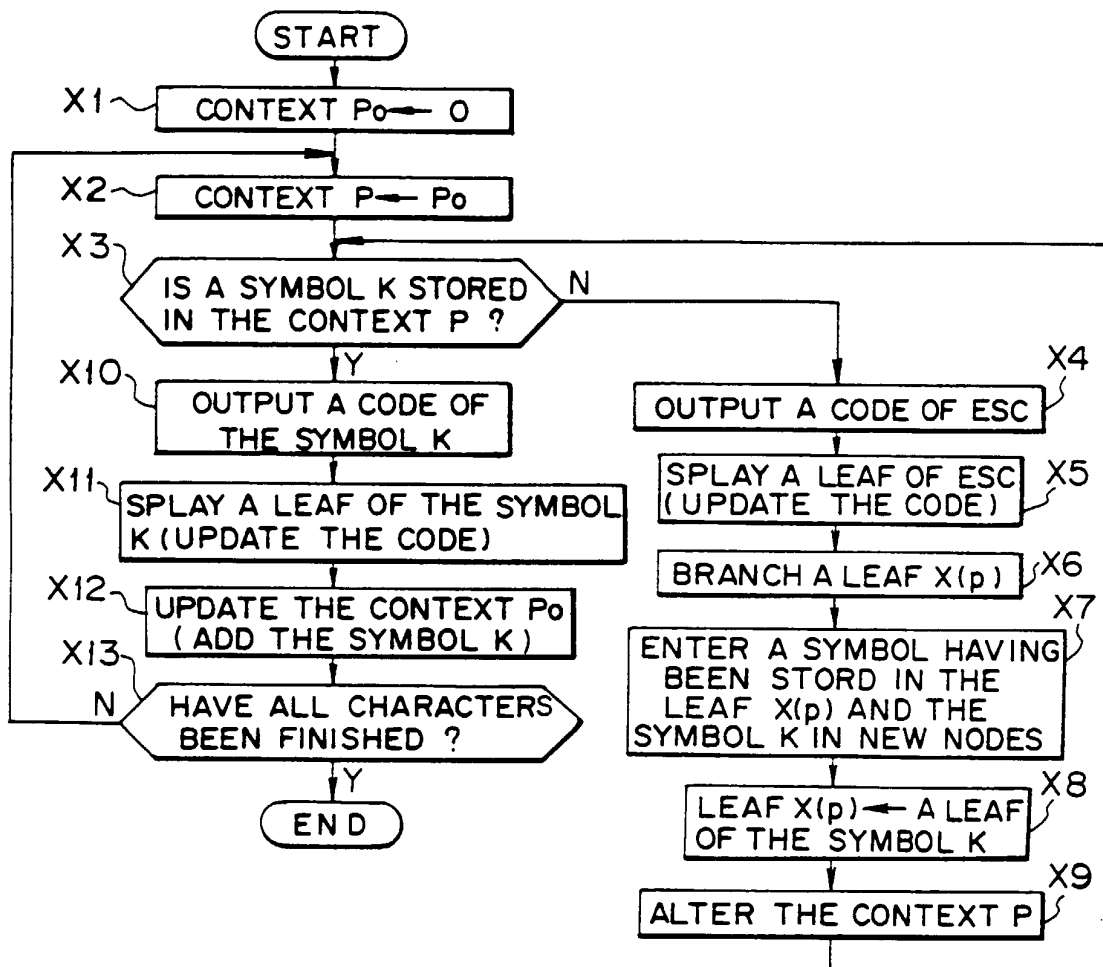 START
X1
CONTEXT Po ← O
X2
CONTEXT P ← Po
X3
IS A SYMBOL K STORED
IN THE CONTEXT P ?
N
Y
X10
OUTPUT A CODE OF
THE SYMBOL K
X11
SPLAY A LEAF OF THE SYMBOL
K (UPDATE THE CODE)
X12
UPDATE THE CONTEXT Po
(ADD THE SYMBOL K)
X13
N
HAVE ALL CHARACTERS
BEEN FINISHED ?
Y
END
X4
OUTPUT A CODE OF ESC
X5
SPLAY A LEAF OF ESC
(UPDATE THE CODE)
X6
BRANCH A LEAF X(p)
X7
ENTER A SYMBOL HAVING
BEEN STORD IN THE
LEAF X(p) AND THE
SYMBOL K IN NEW NODES
X8
LEAF X(p) ← A LEAF
OF THE SYMBOL K
X9
ALTER THE CONTEXT P